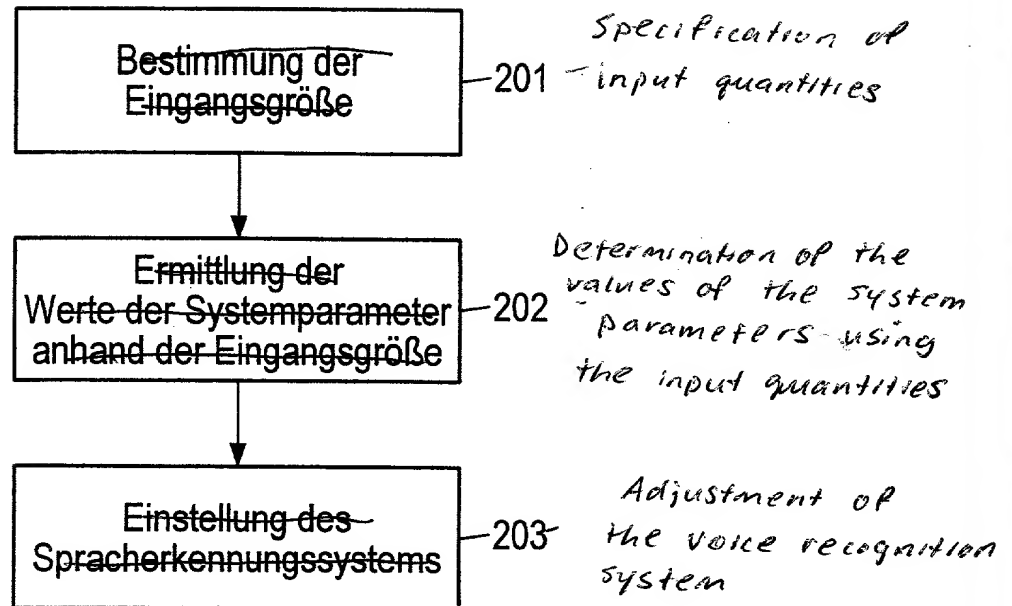 Bestimmung der
Eingangsgröße
201
Specification of
input quantities
Ermittlung der
Werte der Systemparameter
anhand der Eingangsgröße
202
Determination of the
values of the system
parameters using
the input quantities
Einstellung des
Spracherkennungssystems
203
Adjustment of
the voice recognition
system